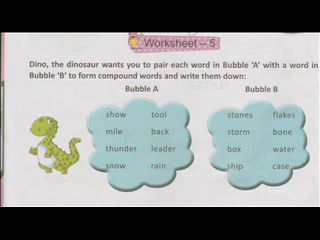 Worksheet – 5
Dino, the dinosaur wants you to pair each word in Bubble ‘A’ with a word in
Bubble ‘B’ to form compound words and write them down:
Bubble A Bubble B
show tool stones flakes
mile back storm bone
thunder leader box water
snow rain ship case